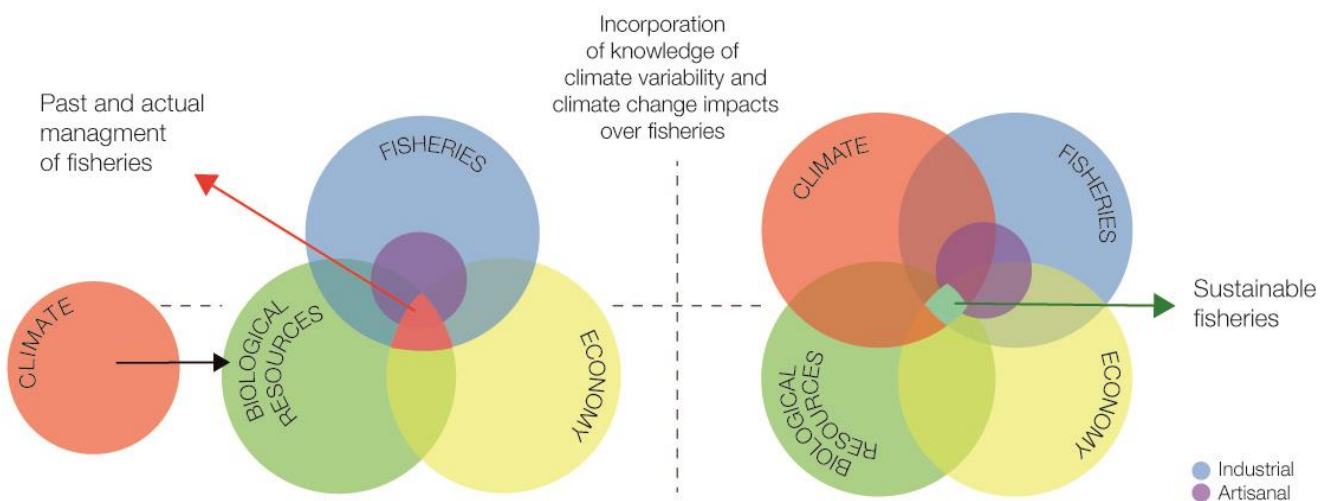 Incorporation
of knowledge of
climate variability and
climate change impacts
over fisheries
Past and actual
managment
of fisheries
FISHERIES
CLIMATE
BIOLOGICAL
RESOURCES
ECONOMY
CLIMATE
FISHERIES
BIOLOGICAL
RESOURCES
ECONOMY
Sustainable
fisheries
Industrial
Artisanal